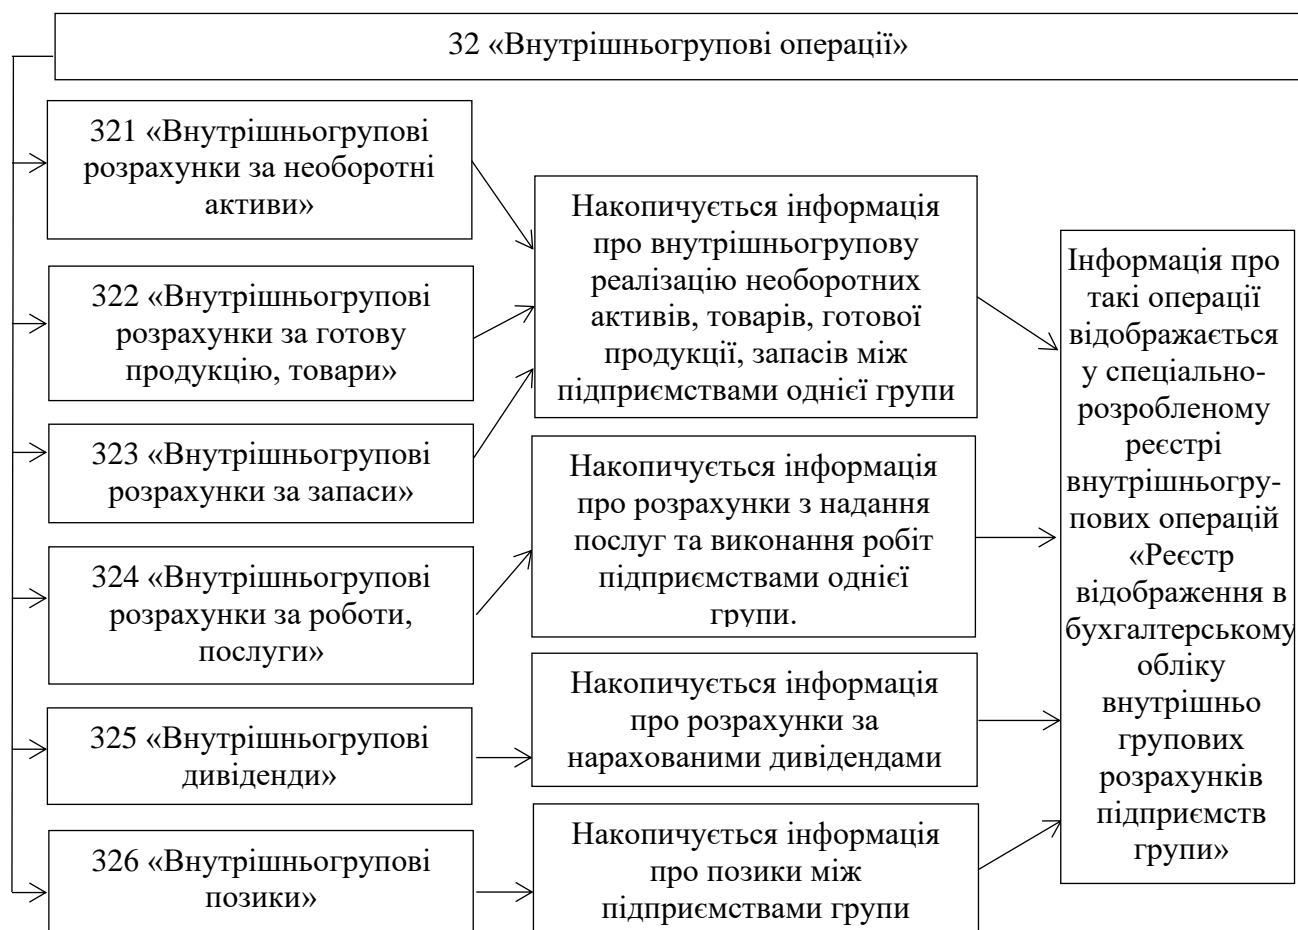 32 «Внутрішньогрупові операції»
321 «Внутрішньогрупові
розрахунки за необоротні
активи»
322 «Внутрішньогрупові
розрахунки за готову
продукцію, товари»
323 «Внутрішньогрупові
розрахунки за запаси»
324 «Внутрішньогрупові
розрахунки за роботи,
послуги»
325 «Внутрішньогрупові
дивіденди»
326 «Внутрішньогрупові
позики»
Накопичується інформація
про внутрішньогрупову
реалізацію необоротних
активів, товарів, готової
продукції, запасів між
підприємствами однієї групи
Накопичується інформація
про розрахунки з надання
послуг та виконання робіт
підприємствами однієї
групи.
Накопичується інформація
про розрахунки за
нарахованими дивідендами
Накопичується інформація
про позики між
підприємствами групи
Інформація про
такі операції
відображається
у спеціально-
розробленому
реєстрі
внутрішньогру-
пових операцій
«Реєстр
відображення в
бухгалтерському
обліку
внутрішньо
групових
розрахунків
підприємств
групи»